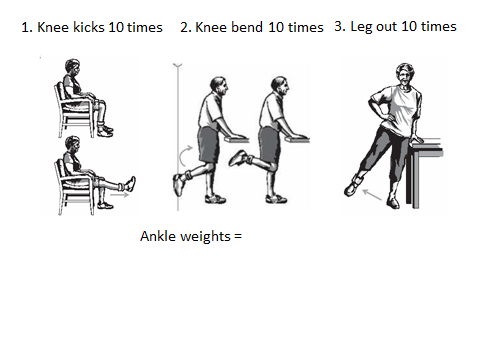 1. Knee kicks 10 times
2. Knee bend 10 times
3. Leg out 10 times
Ankle weights =